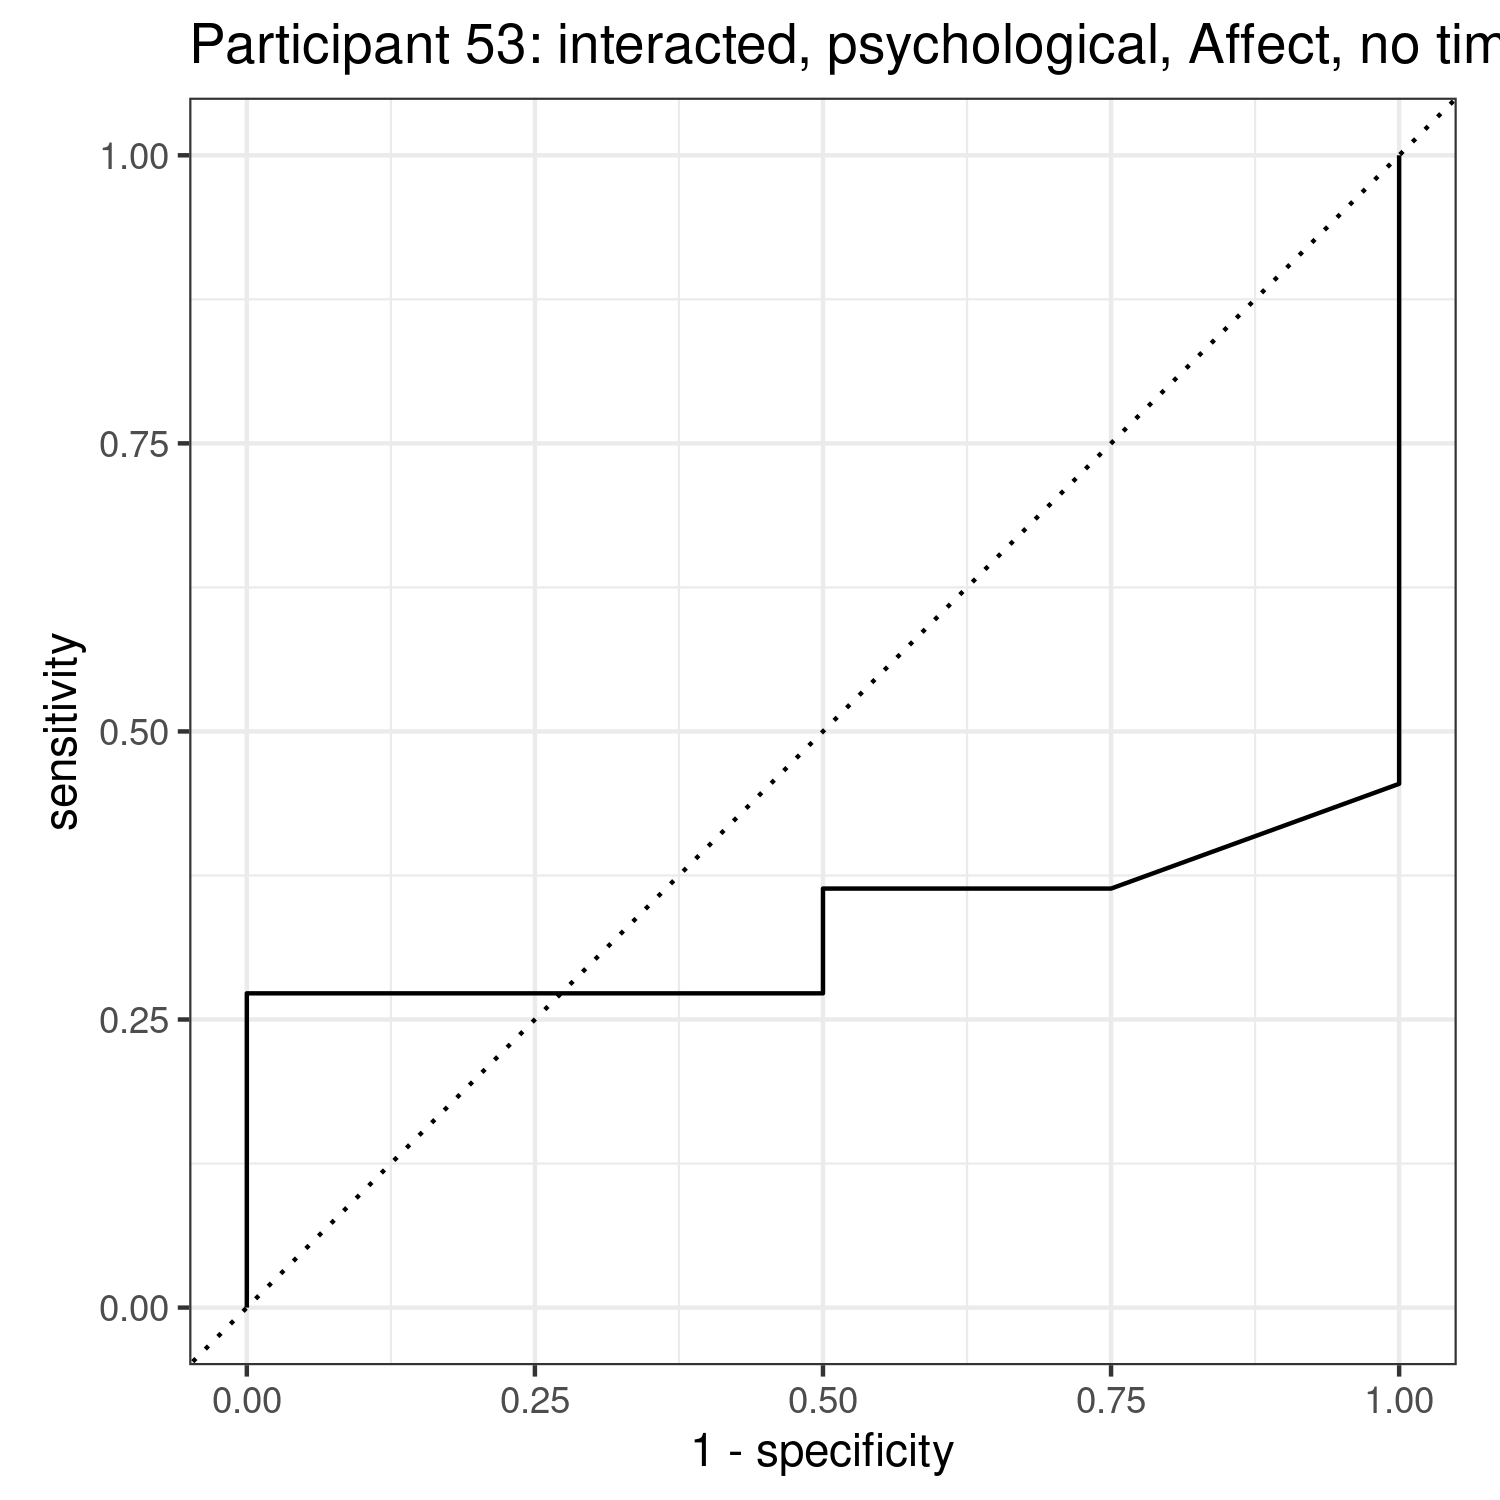 Participant 53: interacted, psychological, Affect, no tim
1.00
0.75
0.50
0.25
0.00
sensitivity
0.00 0.25 0.50 0.75 1.00
1 - specificity